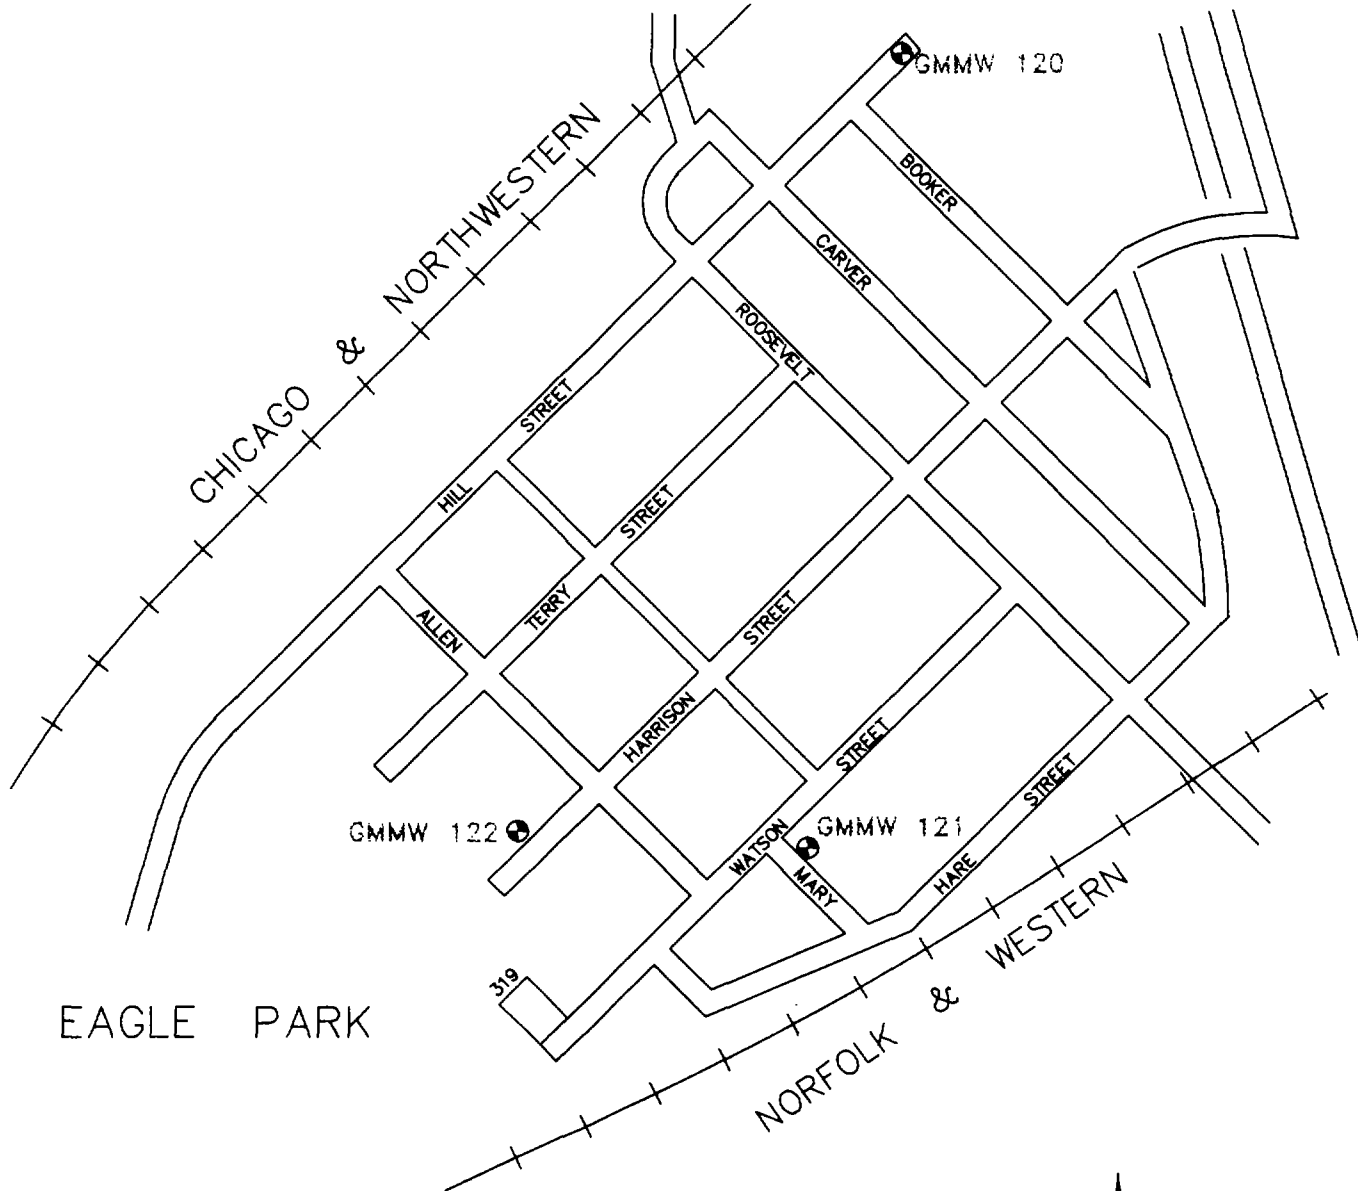 GMMW 120
CHICAGO & NORTHWESTERN
BOOKER
CARVER
ROOSEVELT
HILL STREET
TERRY STREET
ALLEN
HARRISON STREET
WATSON STREET
GMMW 122
GMMW 121
MARY
HARE STREET
319
EAGLE PARK
NORFOLK & WESTERN